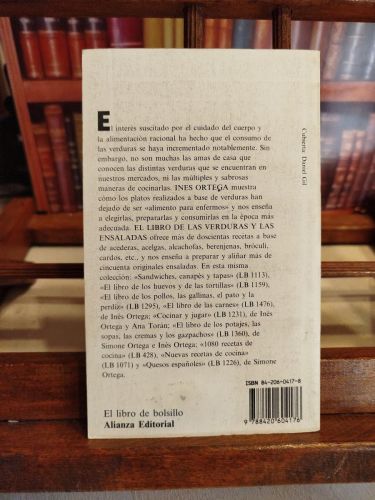 El interés suscitado por el cuidado del cuerpo y
la alimentación racional ha hecho que el consumo de
las verduras se haya incrementado notablemente. Sin
embargo, no son muchas las amas de casa que
conocen las distintas verduras que se encuentran en
nuestros mercados, ni las múltiples y sabrosas
maneras de cocinarlas. INES ORTEGA muestra
cómo los platos realizados a base de verduras han
dejado de ser «alimento para enfermos» y nos enseña
a elegirlas, prepararlas y consumirlas en la época más
adecuada. EL LIBRO DE LAS VERDURAS Y LAS
ENSALADAS ofrece más de doscientas recetas a base
de acederas, acelgas, alcachofas, berenjenas, bróculi,
cardos, etc., y nos enseña a preparar y aliñar más de
cincuenta originales ensaladas. En esta misma
colección: «Sandwiches, canapés y tapas» (LB 1113),
«El libro de los huevos y de las tortillas» (LB 1159);
«El libro de los pollos, las gallinas, el pato y la
perdiz» (LB 1295), «El libro de las carnes» (LB 1476),
de Inés Ortega; «Cocinar y jugar» (LB 1231), de Inés
Ortega y Ana Torán; «El libro de los potajes, las
sopas, las cremas y los gazpachos» (LB 1360), de
Simone Ortega e Inés Ortega; «1080 recetas de
cocina» (LB 428), «Nuevas recetas de cocina»
(LB 1071) y «Quesos españoles» (LB 1226), de Simone
Ortega.
Cubierta: Daniel Gil
ISBN 84-206-0417-8
9 788420 604176
El libro de bolsillo
Alianza Editorial